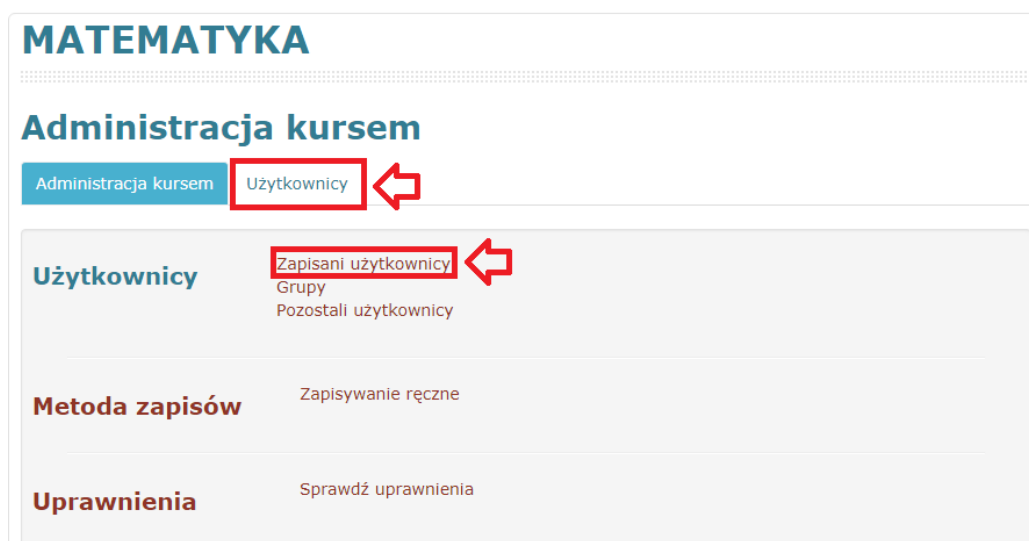 MATEMATYKA
Administracja kursem
Administracja kursem
Użytkownicy
Użytkownicy
Zapisani użytkownicy
Grupy
Pozostali użytkownicy
Metoda zapisów
Zapisywanie ręczne
Uprawnienia
Sprawdź uprawnienia